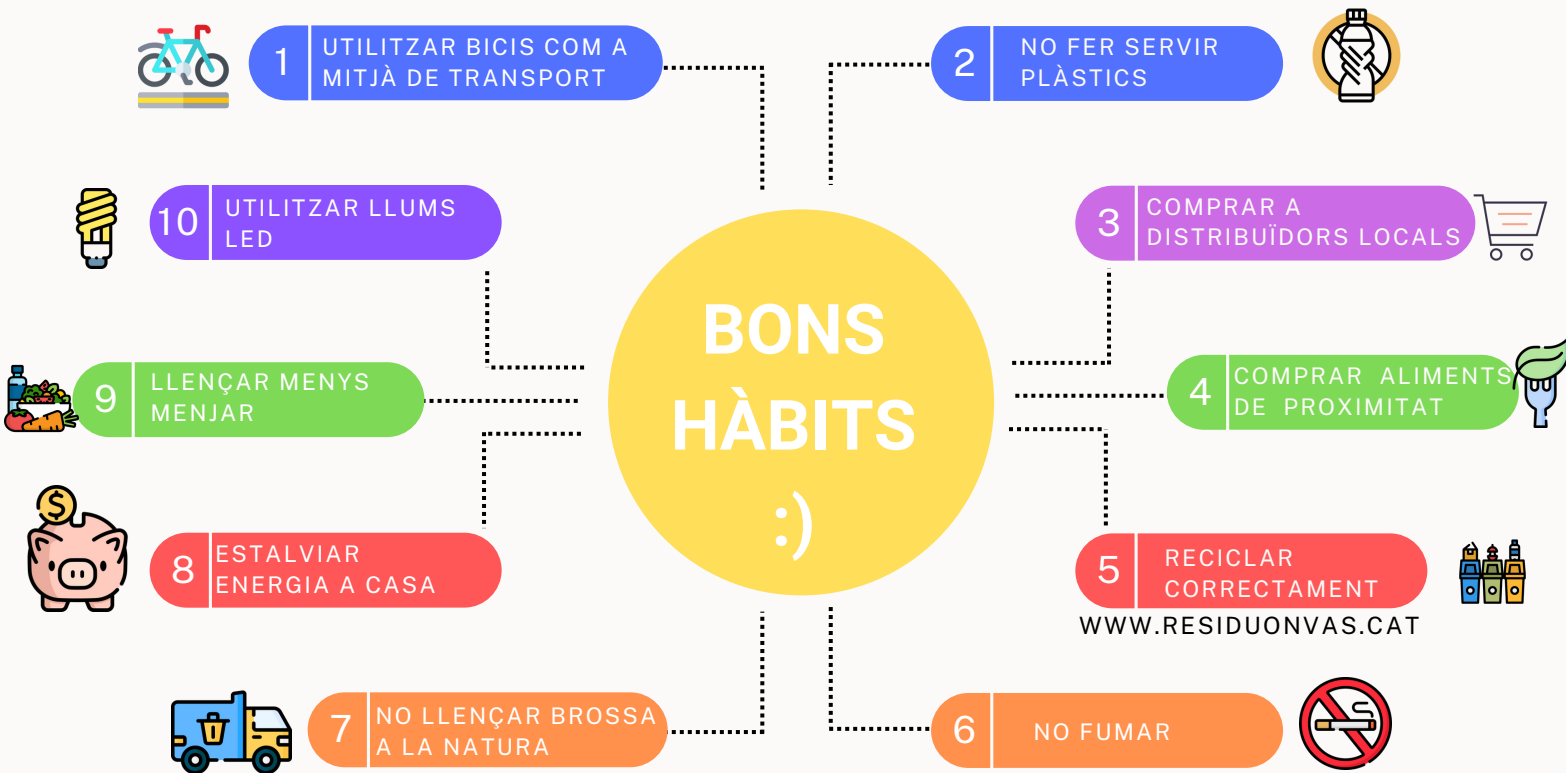 BONS
HÀBITS
:)
1
UTILITZAR BICIS COM A
MITJÀ DE TRANSPORT
2
NO FER SERVIR
PLÀSTICS
3
COMPRAR A
DISTRIBUÏDORS LOCALS
4
COMPRAR ALIMENTS
DE PROXIMITAT
5
RECICLAR
CORRECTAMENT
WWW.RESIDUONVAS.CAT
6
NO FUMAR
7
NO LLENÇAR BROSSA
A LA NATURA
8
ESTALVIAR
ENERGIA A CASA
9
LLENÇAR MENYS
MENJAR
10
UTILITZAR LLUMS
LED